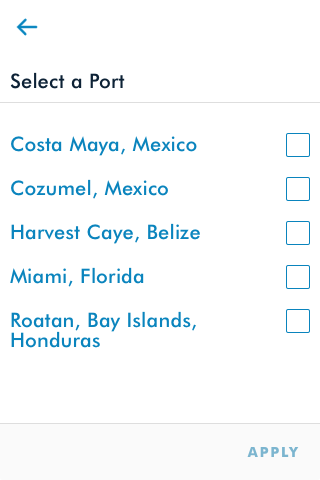 Select a Port
Costa Maya, Mexico
Cozumel, Mexico
Harvest Caye, Belize
Miami, Florida
Roatan, Bay Islands,
Honduras
APPLY